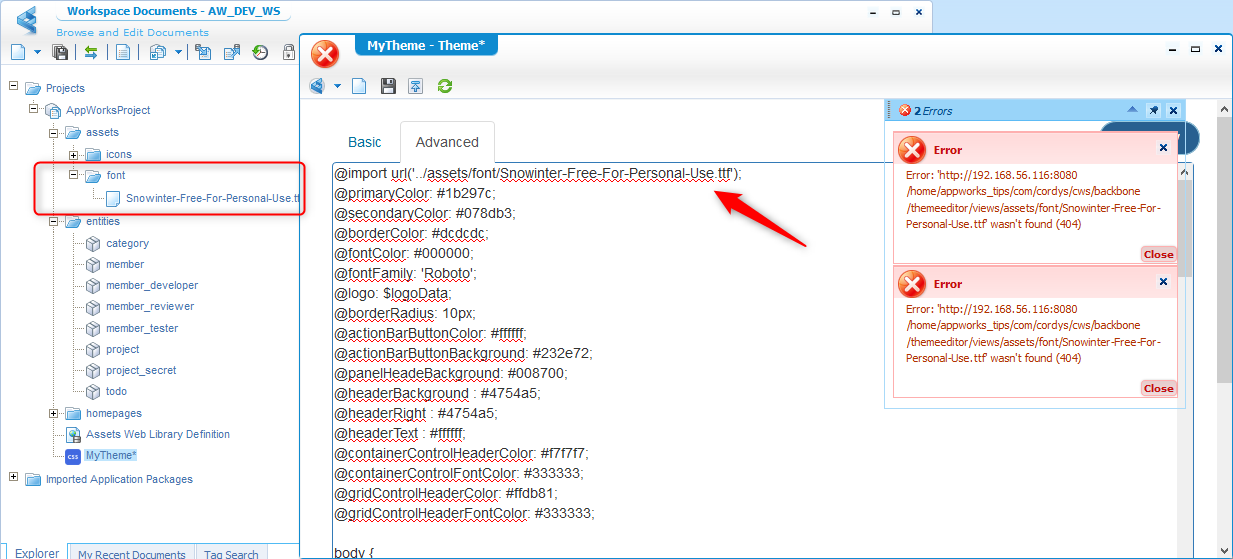 Workspace Documents - AW_DEV_WS
Browse and Edit Documents
Projects
AppWorksProject
assets
icons
font
Snowinter-Free-For-Personal-Use.tt
entities
category
member
member_developer
member_reviewer
member_tester
project
project_secret
todo
homepages
Assets Web Library Definition
css
MyTheme*
Imported Application Packages
Explorer
My Recent Documents
Tag Search
MyTheme - Theme*
Basic
Advanced
@import url('../assets/font/Snowinter-Free-For-Personal-Use.ttf');
@primaryColor: #1b297c;
@secondaryColor: #078db3;
@borderColor: #dcdcdc;
@fontColor: #000000;
@fontFamily: 'Roboto';
@logo: $logoData;
@borderRadius: 10px;
@actionBarButtonColor: #ffffff;
@actionBarButtonBackground: #232e72;
@panelHeadeBackground: #008700;
@headerBackground : #4754a5;
@headerRight : #4754a5;
@headerText : #ffffff;
@containerControlHeaderColor: #f7f7f7;
@containerControlFontColor: #333333;
@gridControlHeaderColor: #ffdb81;
@gridControlHeaderFontColor: #333333;
body {
2 Errors
Error
Error: 'http://192.168.56.116:8080
/home/appworks_tips/com/cordys/cws/backbone
/themeeditor/views/assets/font/Snowinter-Free-For-
Personal-Use.ttf' wasn't found (404)
Close
Error
Error: 'http://192.168.56.116:8080
/home/appworks_tips/com/cordys/cws/backbone
/themeeditor/views/assets/font/Snowinter-Free-For-
Personal-Use.ttf' wasn't found (404)
Close